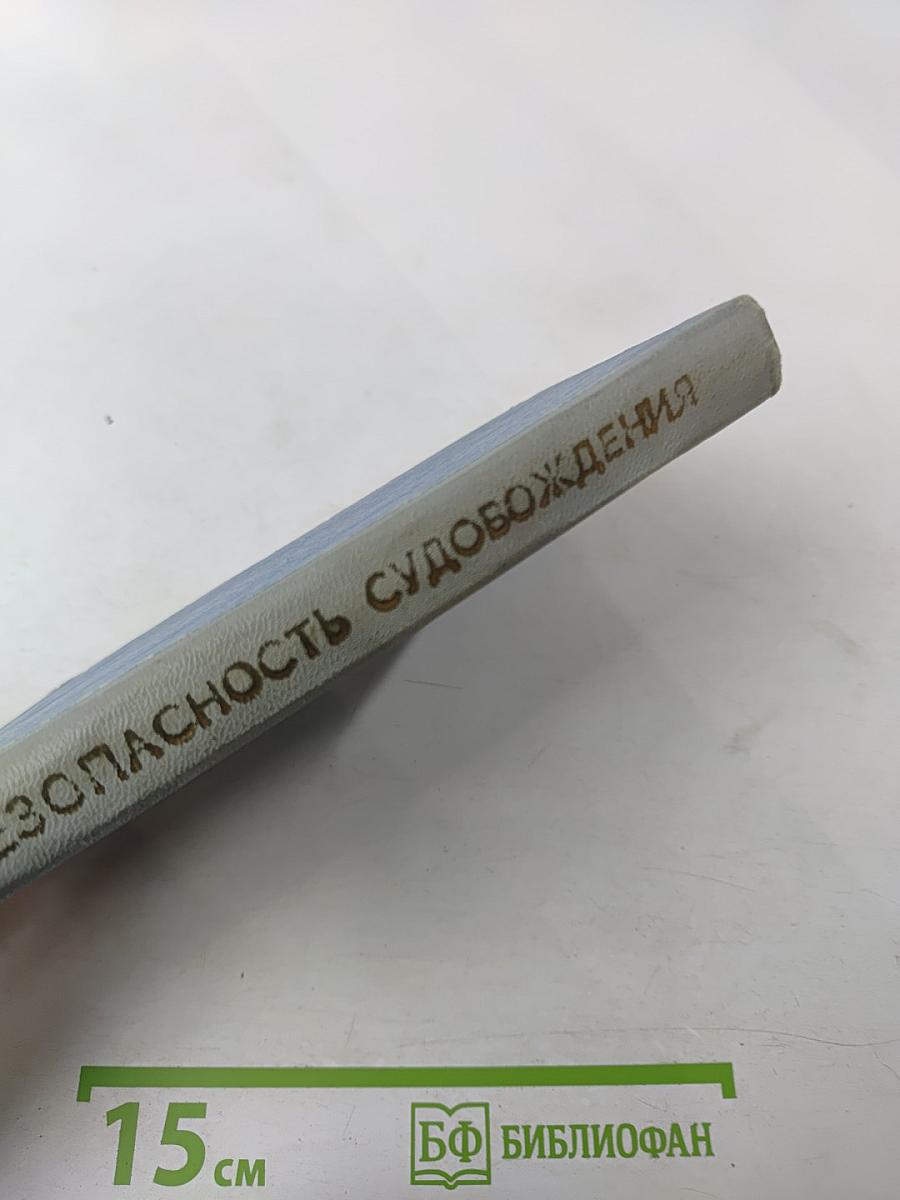 ЕЗОПАСНОСТЬ СУДОВОЖДЕНИЯ
15 см
БФ БИБЛИОФАН